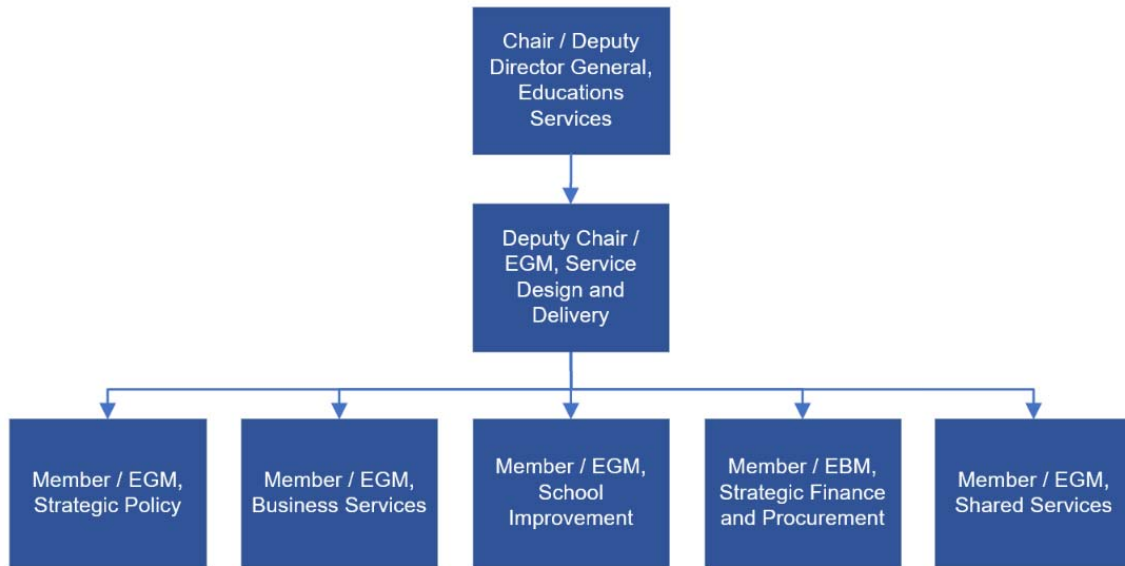 Chair / Deputy
Director General,
Educations
Services
Deputy Chair /
EGM, Service
Design and
Delivery
Member / EGM,
Strategic Policy
Member / EGM,
Business Services
Member / EGM,
School
Improvement
Member / EBM,
Strategic Finance
and Procurement
Member / EGM,
Shared Services